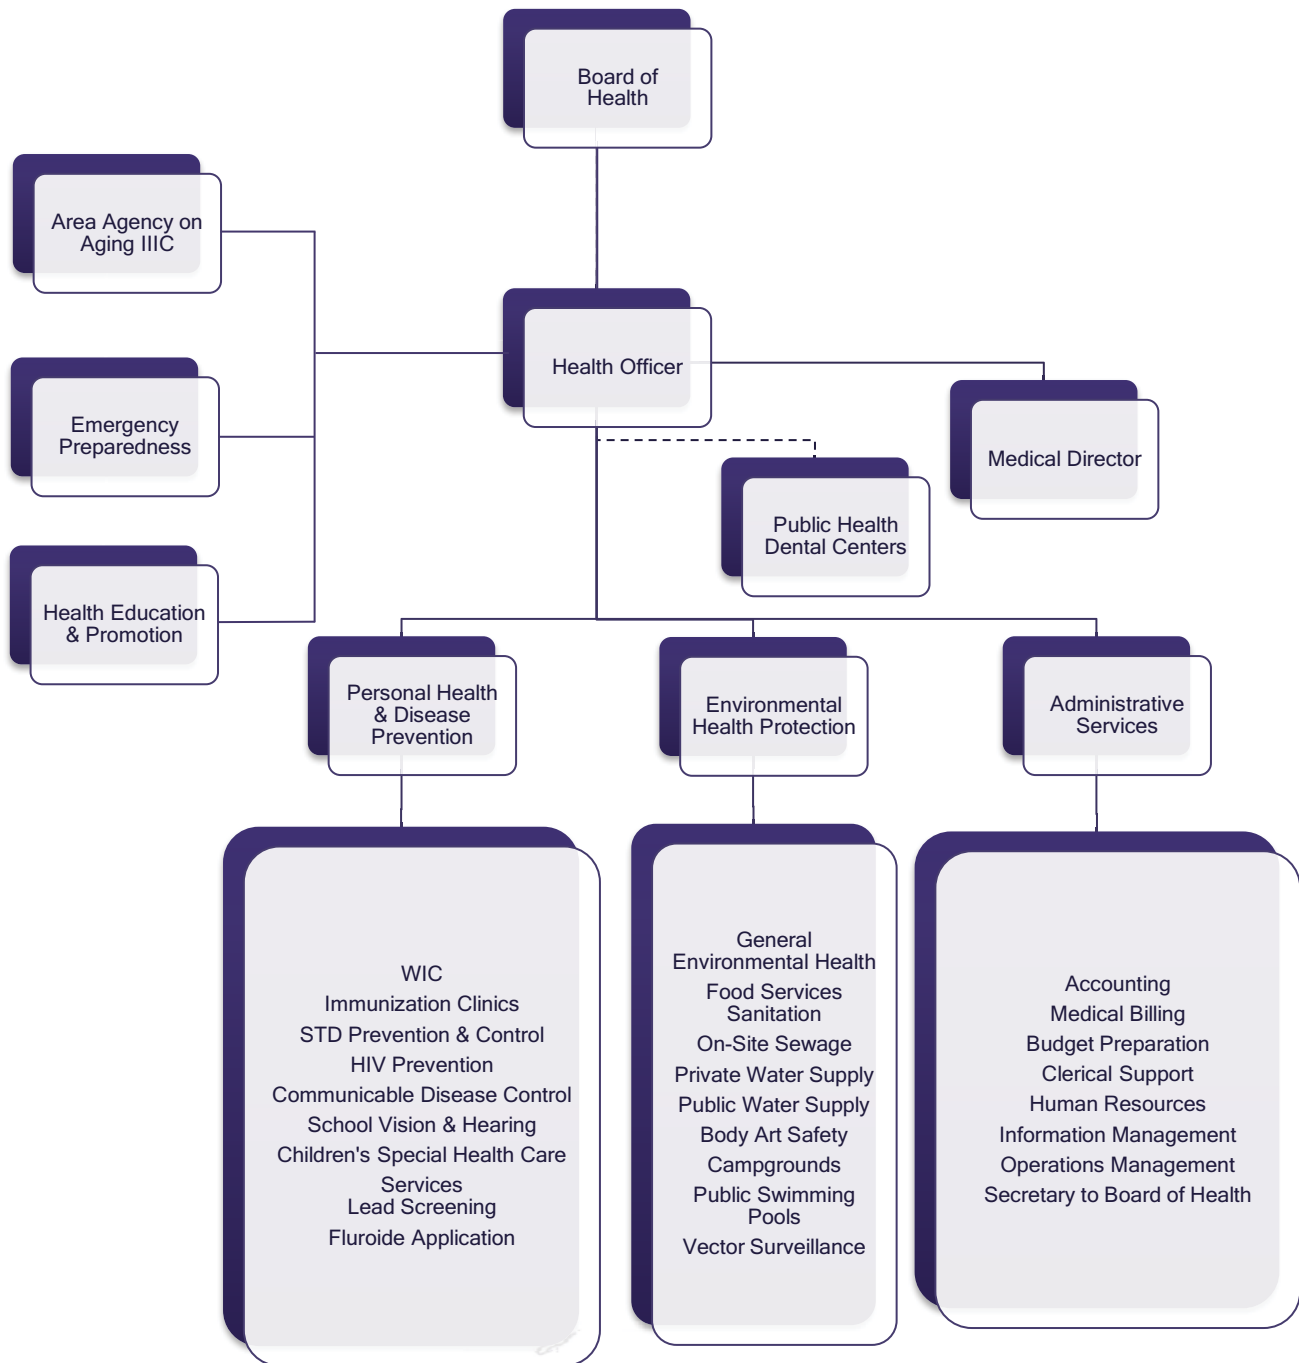 Board of
Health
Area Agency on
Aging IIIC
Health Officer
Emergency
Preparedness
Medical Director
Public Health
Dental Centers
Health Education
& Promotion
Personal Health
& Disease
Prevention
Environmental
Health Protection
Administrative
Services
WIC
Immunization Clinics
STD Prevention & Control
HIV Prevention
Communicable Disease Control
School Vision & Hearing
Children's Special Health Care
Services
Lead Screening
Fluroide Application
General
Environmental Health
Food Services
Sanitation
On-Site Sewage
Private Water Supply
Public Water Supply
Body Art Safety
Campgrounds
Public Swimming
Pools
Vector Surveillance
Accounting
Medical Billing
Budget Preparation
Clerical Support
Human Resources
Information Management
Operations Management
Secretary to Board of Health